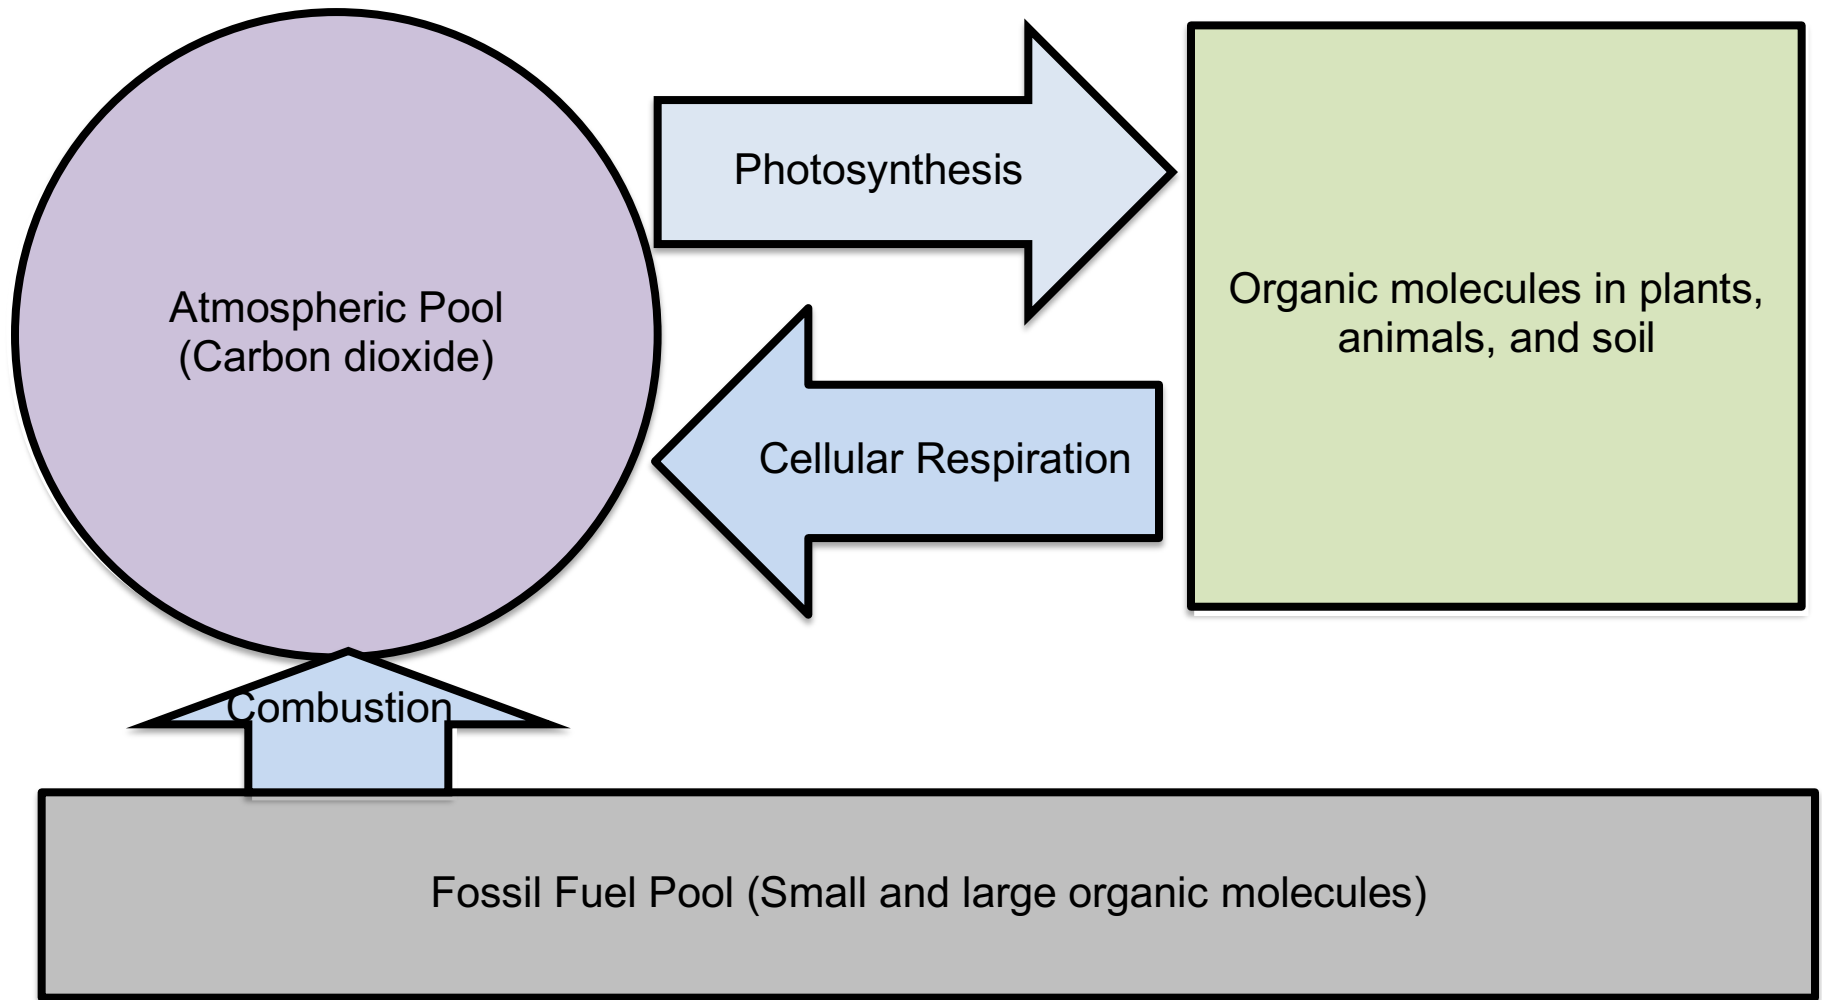 Photosynthesis
Atmospheric Pool
(Carbon dioxide)
Organic molecules in plants,
animals, and soil
Cellular Respiration
Combustion
Fossil Fuel Pool (Small and large organic molecules)